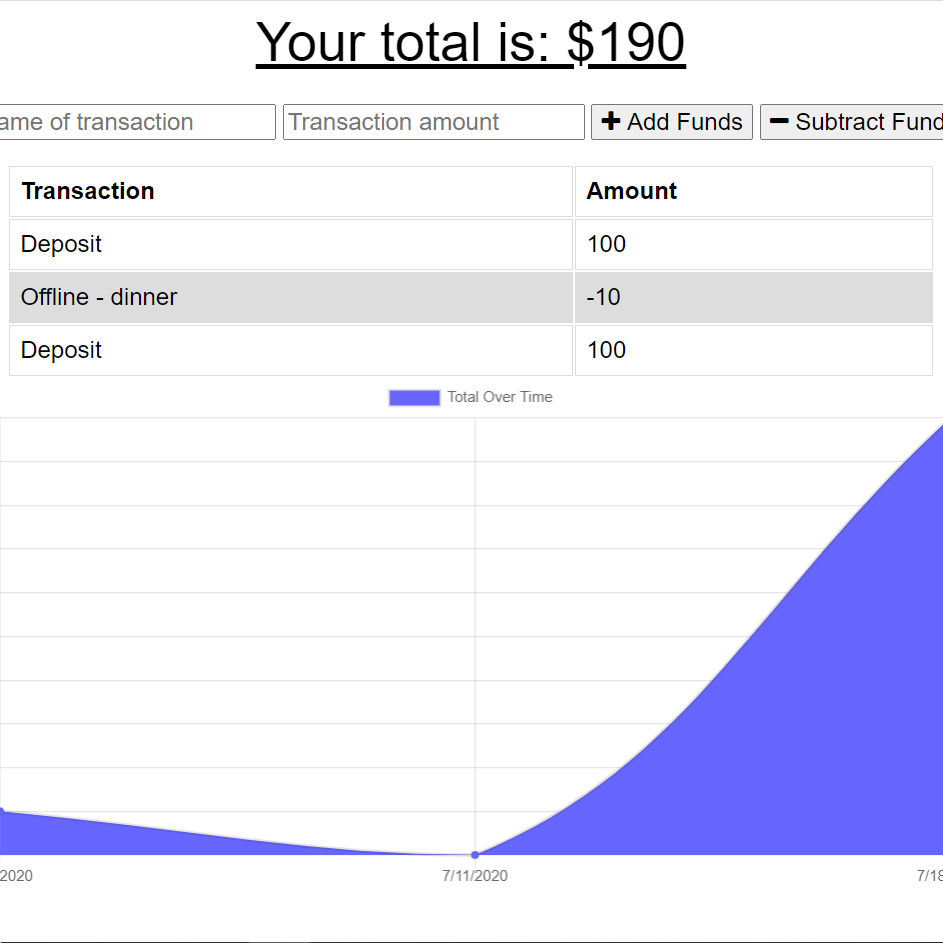 Your total is: $190
ame of transaction Transaction amount Add Funds Subtract Fund
Transaction Amount
Deposit 100
Offline - dinner -10
Deposit 100
Total Over Time
2020 7/11/2020 7/18